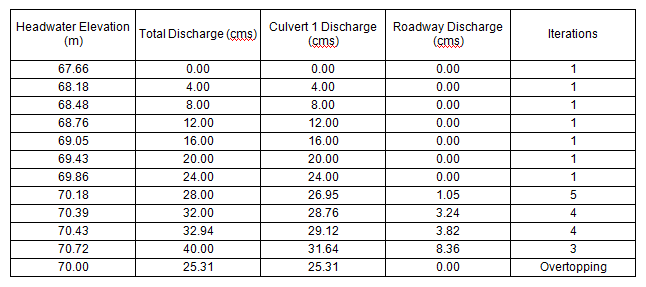 Headwater Elevation (m) Total Discharge (cms) Culvert 1 Discharge (cms) Roadway Discharge (cms) Iterations
67.66 0.00 0.00 0.00 1
68.18 4.00 4.00 0.00 1
68.48 8.00 8.00 0.00 1
68.76 12.00 12.00 0.00 1
69.05 16.00 16.00 0.00 1
69.43 20.00 20.00 0.00 1
69.86 24.00 24.00 0.00 1
70.18 28.00 26.95 1.05 5
70.39 32.00 28.76 3.24 4
70.43 32.94 29.12 3.82 4
70.72 40.00 31.64 8.36 3
70.00 25.31 25.31 0.00 Overtopping